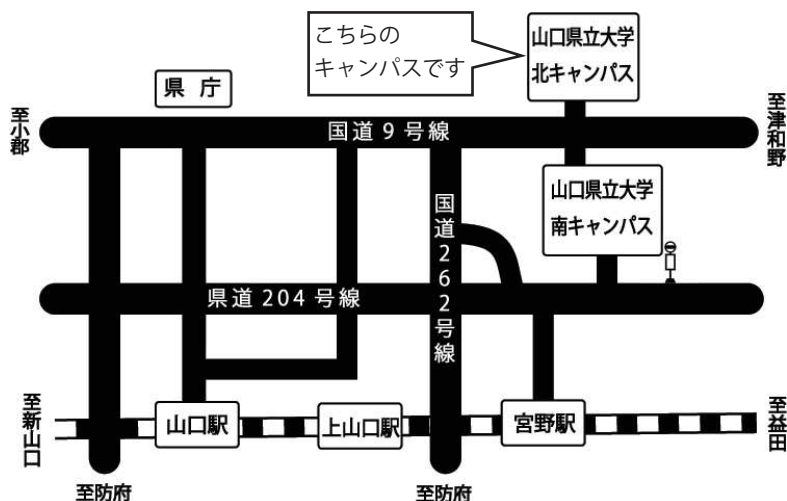 こちらの
キャンパスです
山口県立大学
北キャンパス
県 庁
至小郡
国道 9 号線
至津和野
山口県立大学
南キャンパス
国道262号線
県道 204 号線
至新山口
山口駅
上山口駅
宮野駅
至益田
至防府
至防府